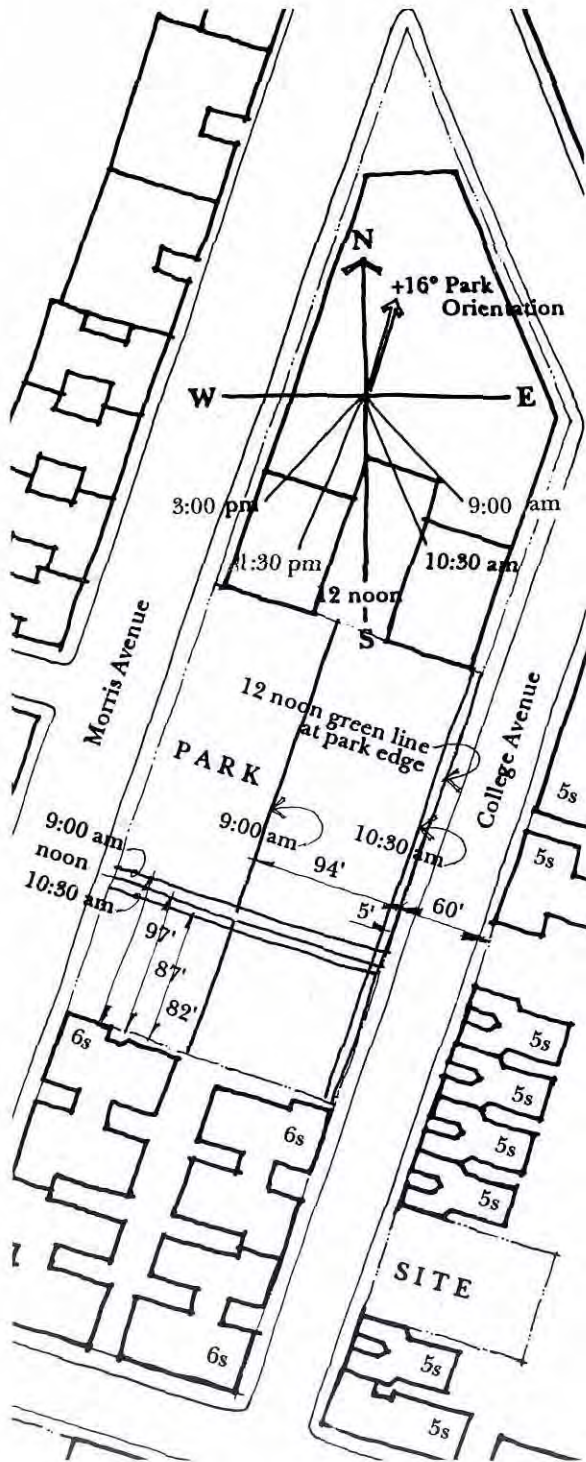 N
+16° Park
Orientation
W
E
3:00 pm
9:00 am
1:30 pm
10:30 am
12 noon
S
Morris Avenue
12 noon green line
at park edge
College Avenue
PARK
5s
9:00 am
9:00 am
10:30 am
5s
noon
10:30 am
94'
60'
5'
97'
87'
82'
6s
5s
5s
6s
5s
5s
SITE
6s
5s
5s